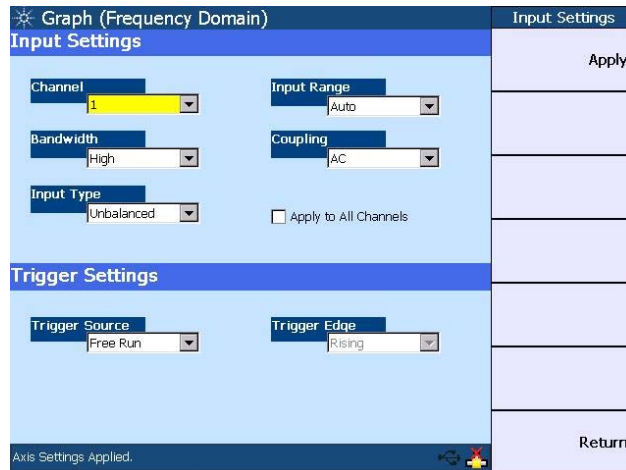 Graph (Frequency Domain)
Input Settings
Input Settings
Apply
Channel
1
Input Range
Auto
Bandwidth
High
Coupling
AC
Input Type
Unbalanced
Apply to All Channels
Trigger Settings
Trigger Source
Free Run
Trigger Edge
Rising
Return
Axis Settings Applied.